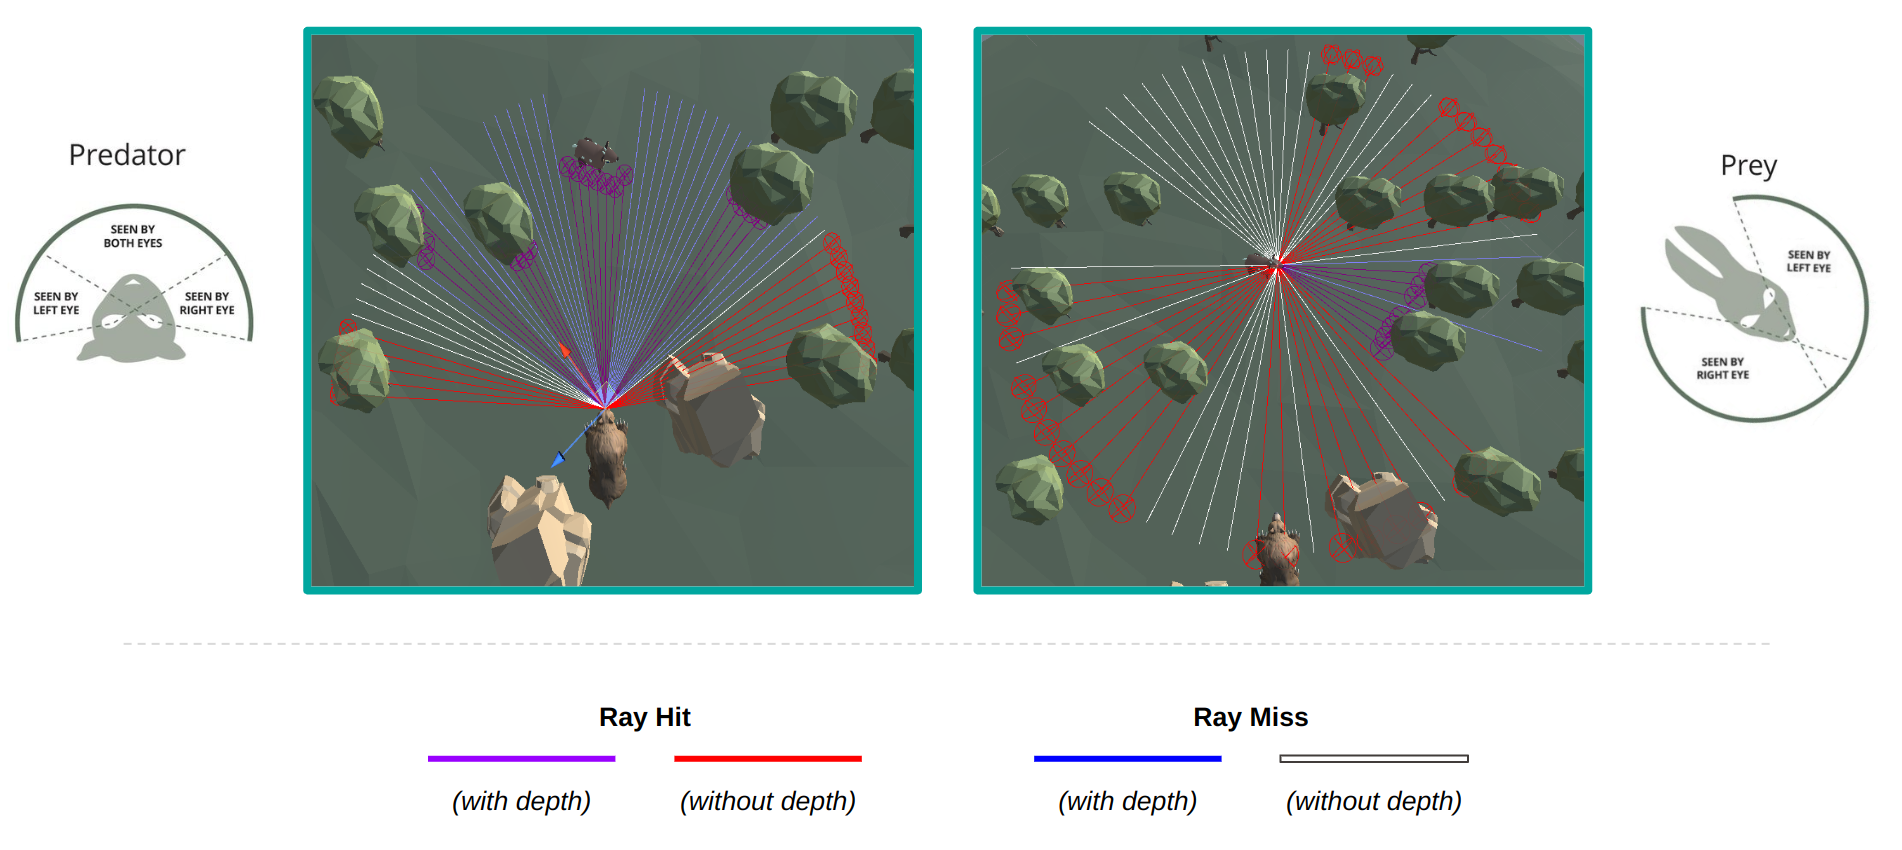 Predator
SEEN BY
BOTH EYES
SEEN BY
LEFT EYE
SEEN BY
RIGHT EYE
Prey
SEEN BY
LEFT EYE
SEEN BY
RIGHT EYE
Ray Hit
Ray Miss
(with depth)
(without depth)
(with depth)
(without depth)